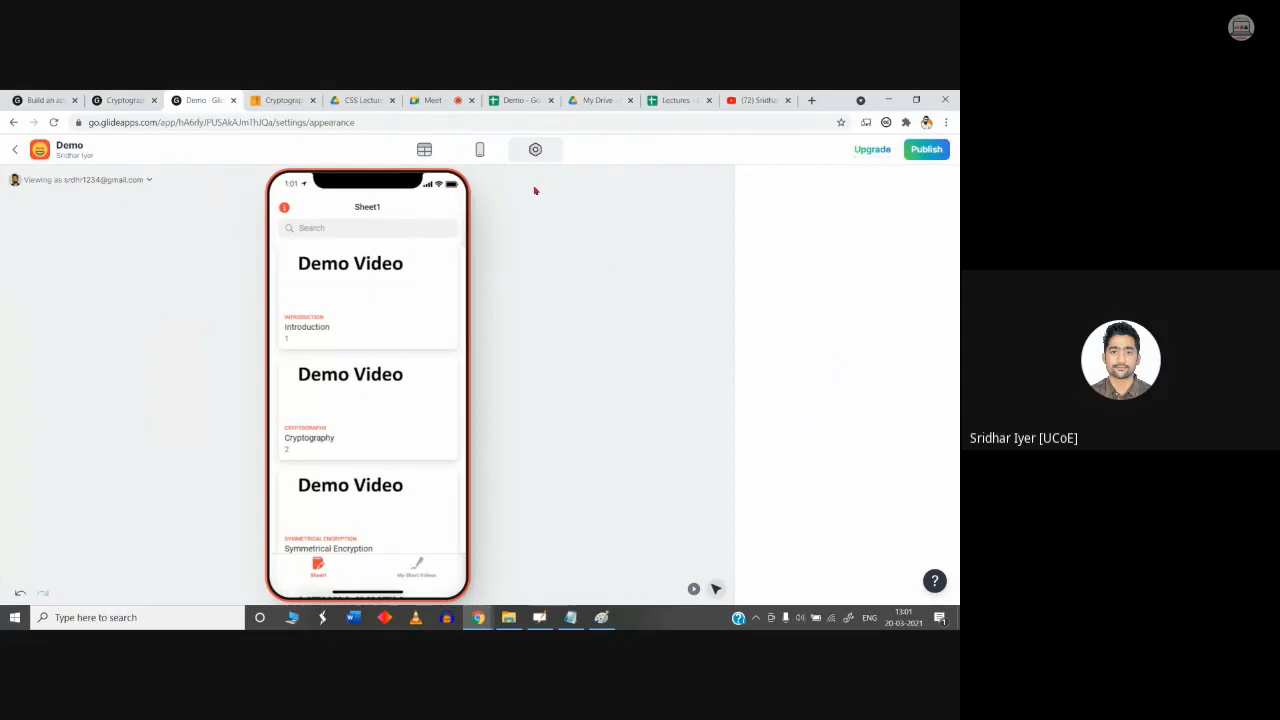 Build an ap
Cryptograp
Demo - Gli
Cryptograp
CSS Lectur
Meet -
Demo - Go
My Drive -
Lectures -
(72) Sridha
go.glideapps.com/app/hA6rlyJPUSAkAJmThJQa/settings/appearance
Demo
Sridhar Iyer
Upgrade
Publish
Viewing as srdhr1234@gmail.com
1:01
Sheet1
Search
Demo Video
INTRODUCTION
Introduction
1
Demo Video
CRYPTOGRAPHY
Cryptography
2
Demo Video
SYMMETRICAL ENCRYPTION
Symmetrical Encryption
Sheet1
My Short Videos
?
Type here to search
ENG
13:01
20-03-2021
Sridhar Iyer [UCoE]